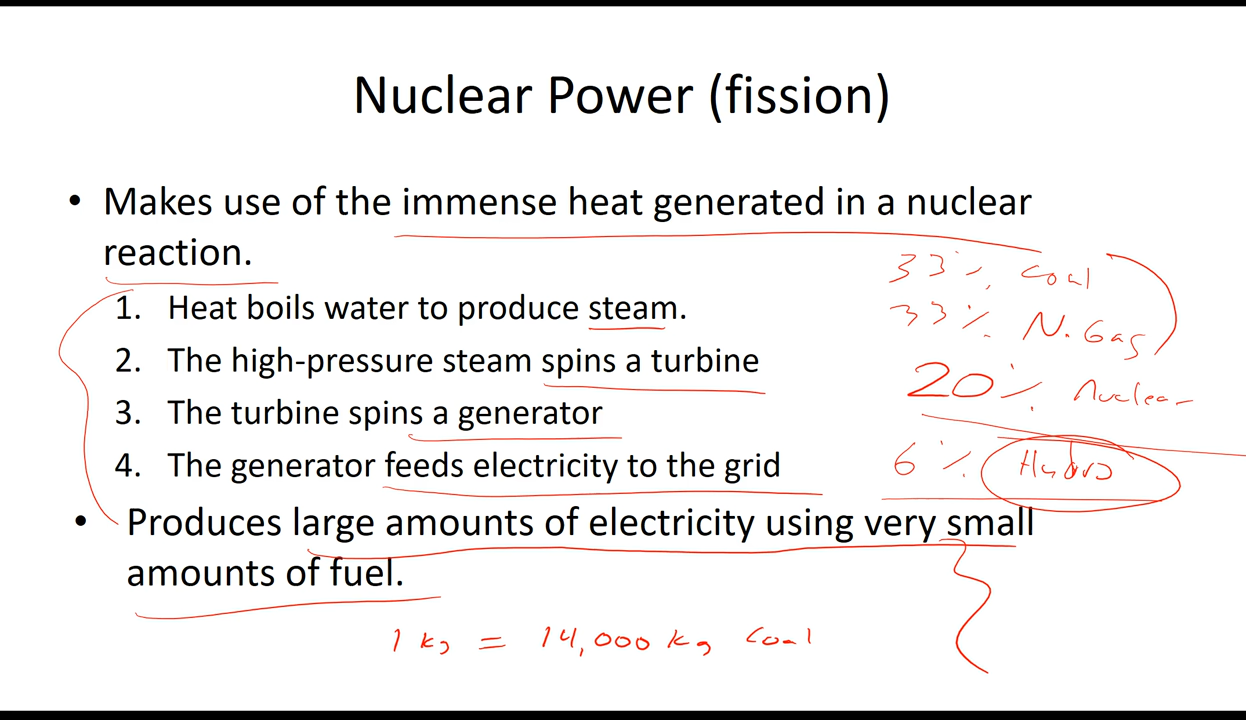 Nuclear Power (fission)
• Makes use of the immense heat generated in a nuclear
reaction.
33% Coal
1. Heat boils water to produce steam.
33% N. Gas
2. The high-pressure steam spins a turbine
20% Nuclear
3. The turbine spins a generator
4. The generator feeds electricity to the grid
6% Hydro
• Produces large amounts of electricity using very small
amounts of fuel.
1 kg = 14,000 kg Coal